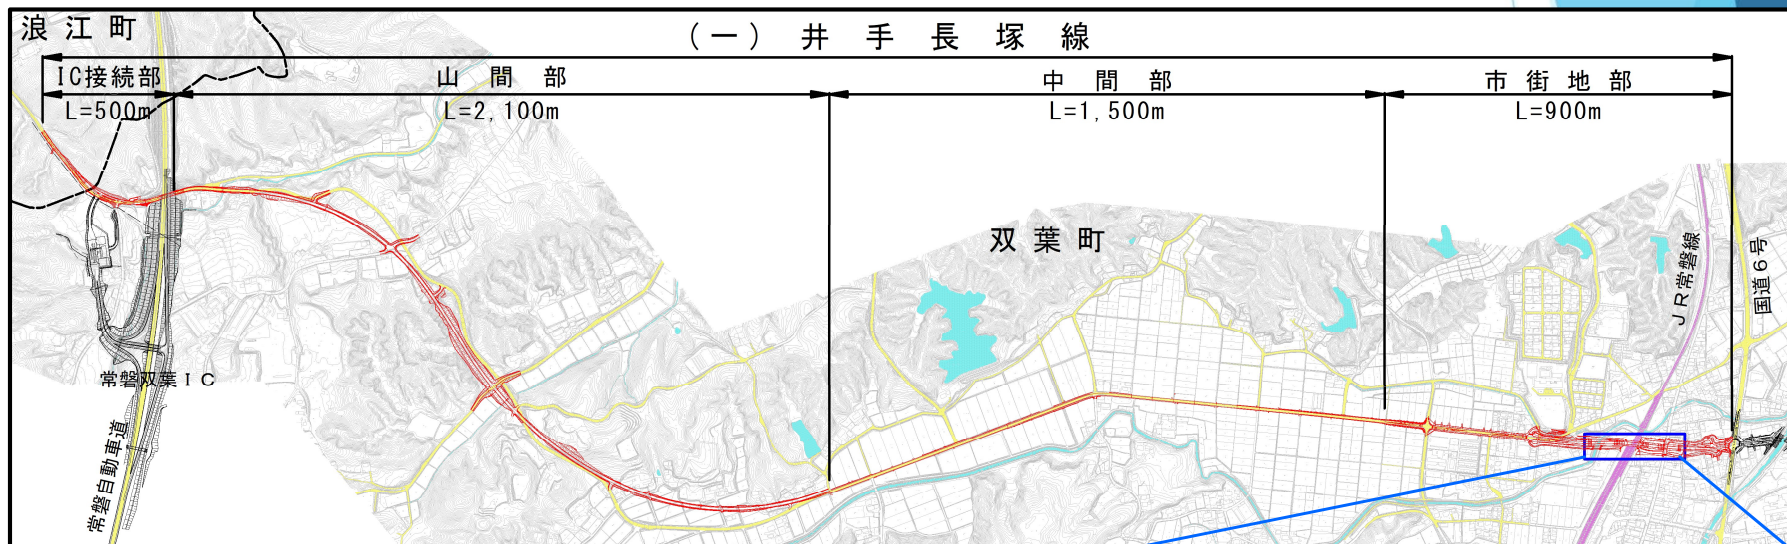 浪江町
(一) 井手長塚線
IC接続部
山間部
中間部
市街地部
L=500m
L=2,100m
L=1,500m
L=900m
双葉町
JR常磐線
国道6号
常磐双葉IC
常磐自動車道